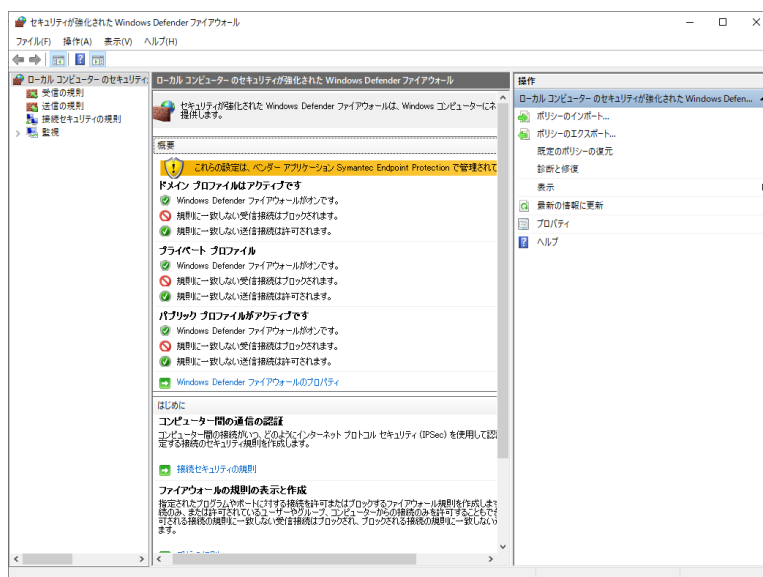 セキュリティが強化された Windows Defender ファイアウォール
ファイル(F) 操作(A) 表示(V) ヘルプ(H)
ローカル コンピューター のセキュリティ
受信の規則
送信の規則
接続セキュリティの規則
監視
ローカル コンピューター のセキュリティが強化された Windows Defender ファイアウォール
セキュリティが強化された Windows Defender ファイアウォールは、Windows コンピューターにネ
提供します。
概要
これらの設定は、ベンダー アプリケーション Symantec Endpoint Protection で管理されて
ドメイン プロファイルはアクティブです
Windows Defender ファイアウォールがオンです。
規則に一致しない受信接続はブロックされます。
規則に一致しない送信接続は許可されます。
プライベート プロファイル
Windows Defender ファイアウォールがオンです。
規則に一致しない受信接続はブロックされます。
規則に一致しない送信接続は許可されます。
パブリック プロファイルがアクティブです
Windows Defender ファイアウォールがオンです。
規則に一致しない受信接続はブロックされます。
規則に一致しない送信接続は許可されます。
Windows Defender ファイアウォールのプロパティ
はじめに
コンピューター間の通信の認証
コンピューター間の接続がいつ、どのようにインターネット プロトコル セキュリティ (IPSec) を使用して認
定する接続のセキュリティ規則を作成します。
接続セキュリティの規則
ファイアウォールの規則の表示と作成
指定されたプログラムやポートに対する接続を許可またはブロックするファイアウォール規則を作成します
続のみ、または許可されているユーザーやグループ、コンピューターからの接続のみを許可することもでき
可される接続の規則に一致しない受信接続はブロックされ、ブロックされる接続の規則に一致しない
ます。
操作
ローカル コンピューター のセキュリティが強化された Windows Defen...
ポリシーのインポート...
ポリシーのエクスポート...
既定のポリシーの復元
診断と修復
表示
最新の情報に更新
プロパティ
ヘルプ